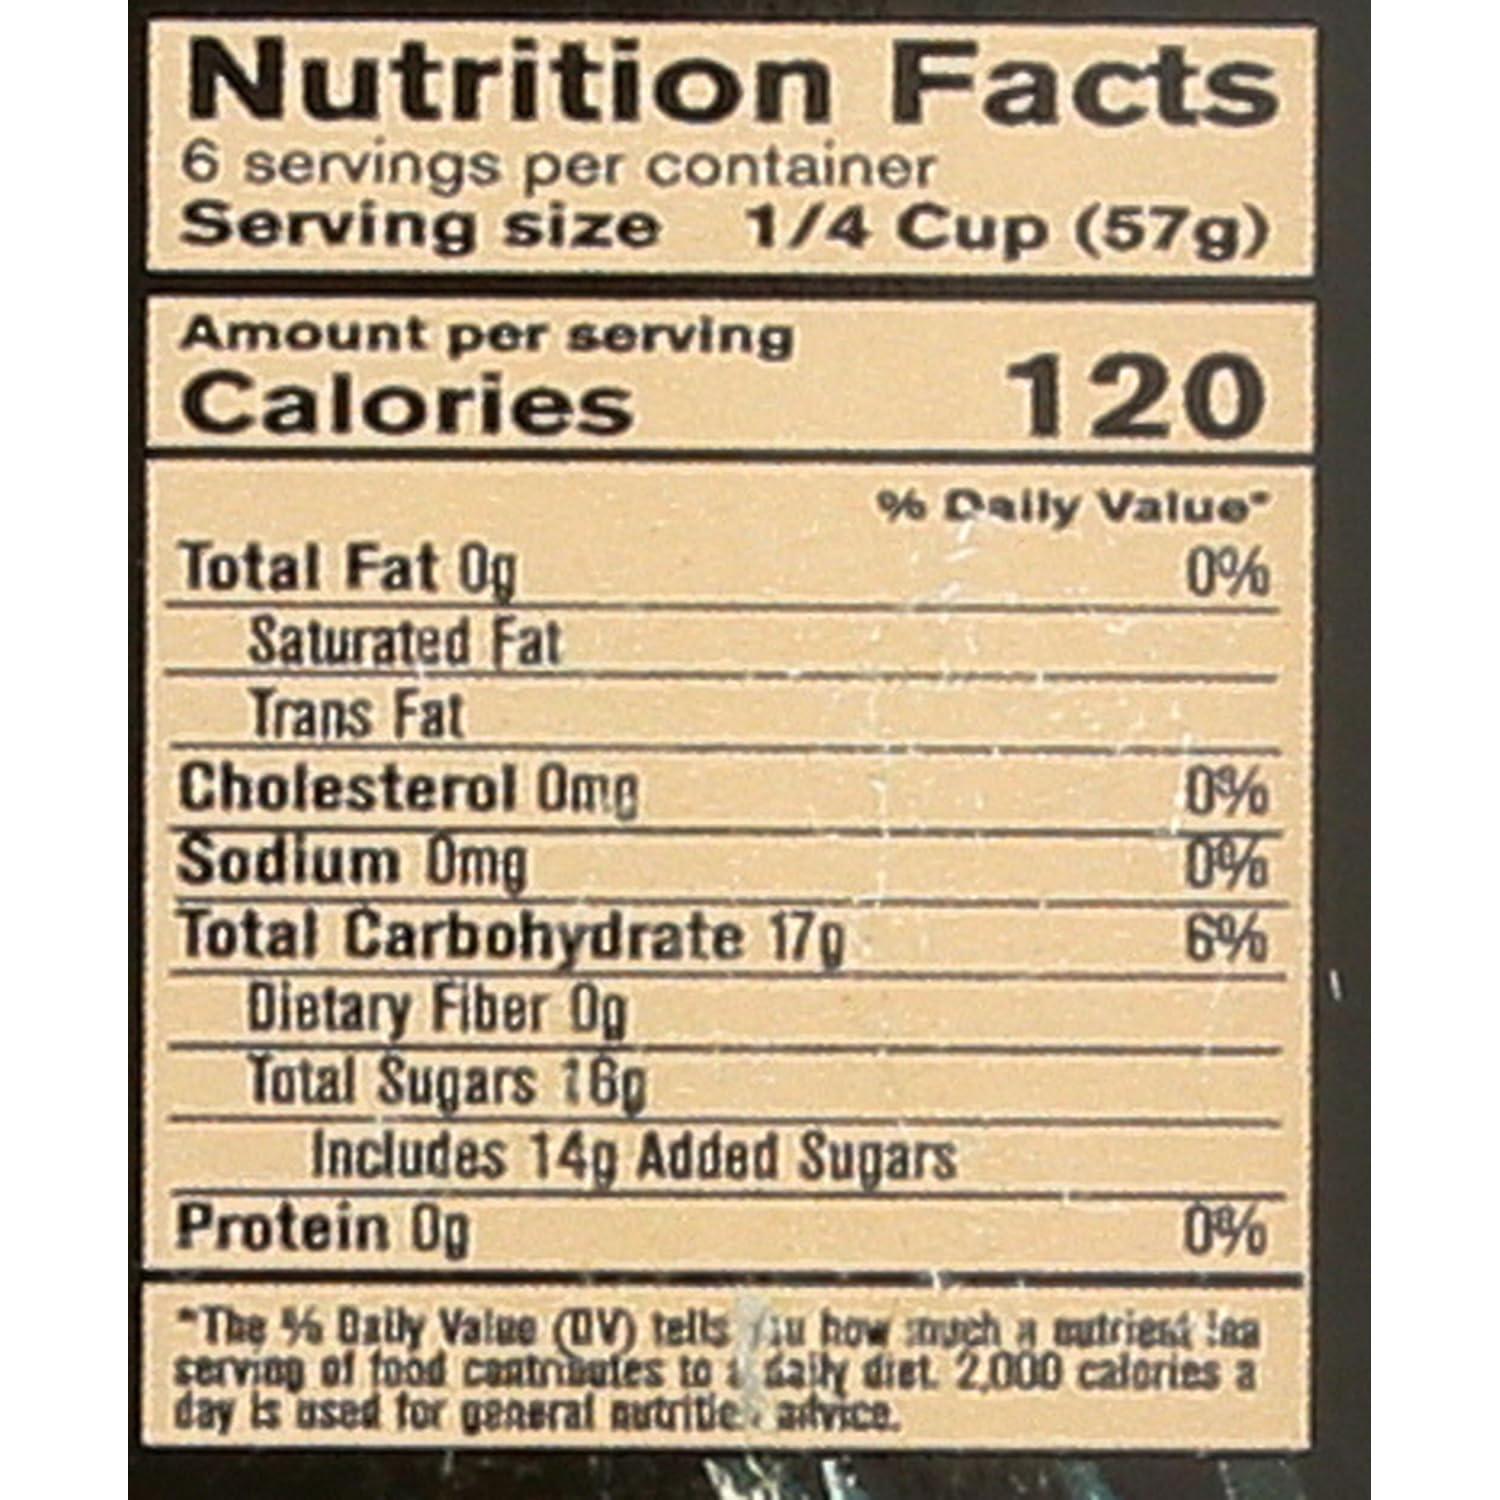 Nutrition Facts
6 servings per container
Serving size 1/4 Cup (57g)
Amount per serving
Calories 120
% Daily Value*
Total Fat 0g 0%
Saturated Fat
Trans Fat
Cholesterol 0mg 0%
Sodium 0mg 0%
Total Carbohydrate 17g 6%
Dietary Fiber 0g
Total Sugars 16g
Includes 14g Added Sugars
Protein 0g 0%
*The % Daily Value (DV) tells you how much a nutrient in a
serving of food contributes to a daily diet. 2,000 calories a
day is used for general nutrition advice.